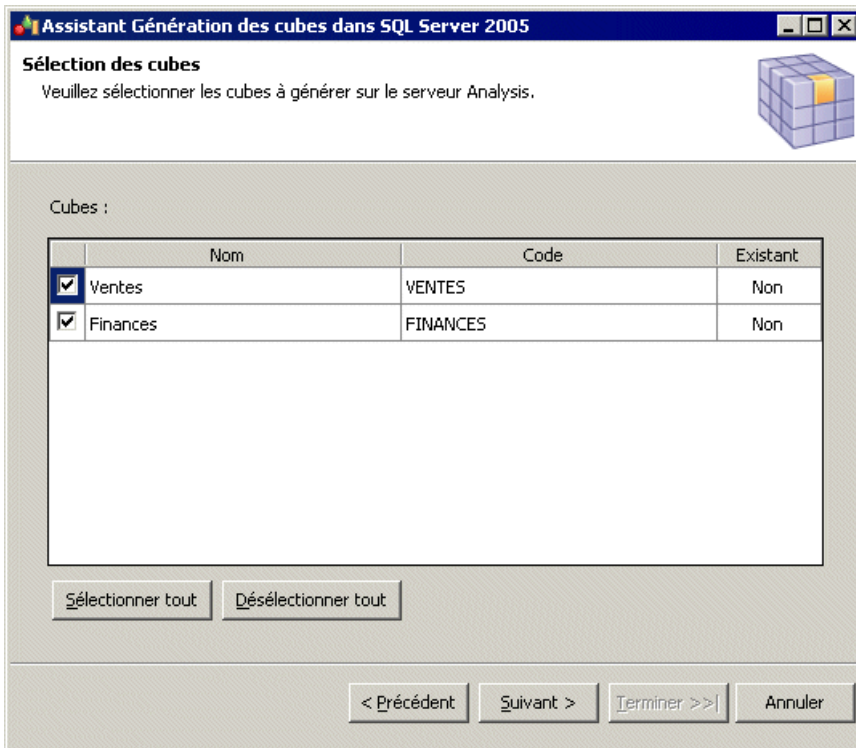 Assistant Génération des cubes dans SQL Server 2005
Sélection des cubes
Veuillez sélectionner les cubes à générer sur le serveur Analysis.
Cubes :
Nom Code Existant
Ventes VENTES Non
Finances FINANCES Non
Sélectionner tout Désélectionner tout
< Précédent Suivant > Terminer >>| Annuler